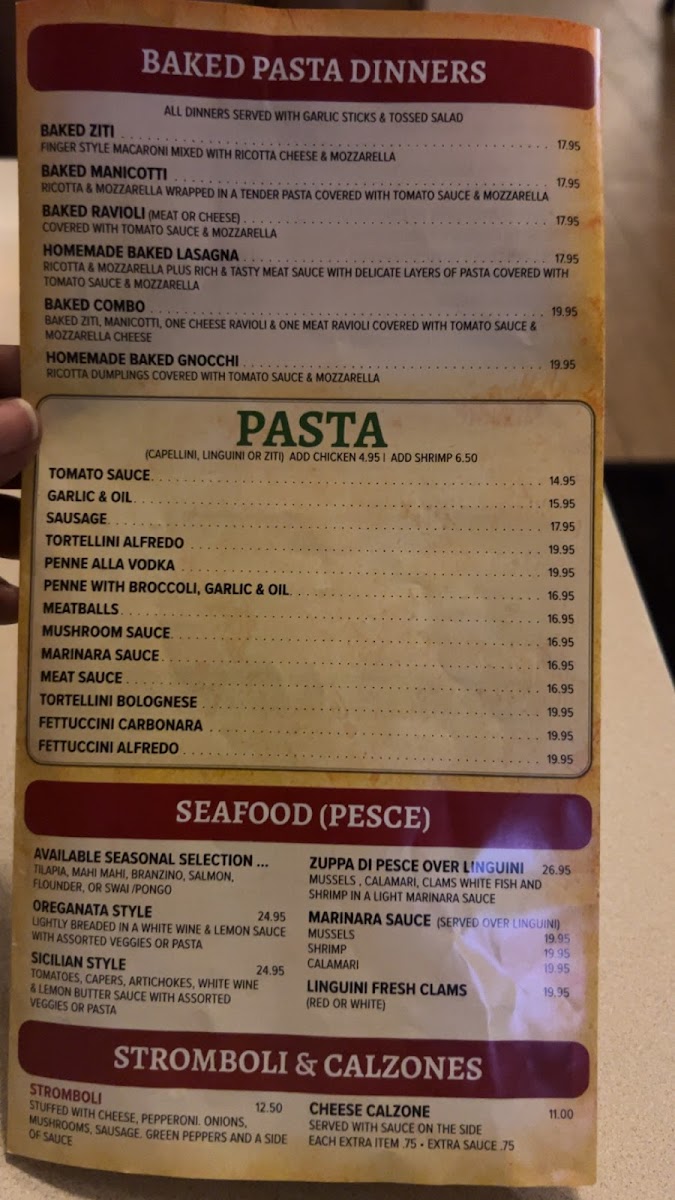 BAKED PASTA DINNERS
ALL DINNERS SERVED WITH GARLIC STICKS & TOSSED SALAD
BAKED ZITI 17.95
FINGER STYLE MACARONI MIXED WITH RICOTTA CHEESE & MOZZARELLA
BAKED MANICOTTI 17.95
RICOTTA & MOZZARELLA WRAPPED IN A TENDER PASTA COVERED WITH TOMATO SAUCE & MOZZARELLA
BAKED RAVIOLI (MEAT OR CHEESE) 17.95
COVERED WITH TOMATO SAUCE & MOZZARELLA
HOMEMADE BAKED LASAGNA 17.95
RICOTTA & MOZZARELLA PLUS RICH & TASTY MEAT SAUCE WITH DELICATE LAYERS OF PASTA COVERED WITH
TOMATO SAUCE & MOZZARELLA
BAKED COMBO 19.95
BAKED ZITI, MANICOTTI, ONE CHEESE RAVIOLI & ONE MEAT RAVIOLI COVERED WITH TOMATO SAUCE &
MOZZARELLA CHEESE
HOMEMADE BAKED GNOCCHI 19.95
RICOTTA DUMPLINGS COVERED WITH TOMATO SAUCE & MOZZARELLA
PASTA
(CAPELLINI, LINGUINI OR ZITI) ADD CHICKEN 4.95 | ADD SHRIMP 6.50
TOMATO SAUCE 14.95
GARLIC & OIL 15.95
SAUSAGE 17.95
TORTELLINI ALFREDO 19.95
PENNE ALLA VODKA 19.95
PENNE WITH BROCCOLI, GARLIC & OIL 16.95
MEATBALLS 16.95
MUSHROOM SAUCE 16.95
MARINARA SAUCE 16.95
MEAT SAUCE 16.95
TORTELLINI BOLOGNESE 19.95
FETTUCCINI CARBONARA 19.95
FETTUCCINI ALFREDO 19.95
SEAFOOD (PESCE)
AVAILABLE SEASONAL SELECTION ...
TILAPIA, MAHI MAHI, BRANZINO, SALMON,
FLOUNDER, OR SWAI /PONGO
OREGANATA STYLE 24.95
LIGHTLY BREADED IN A WHITE WINE & LEMON SAUCE
WITH ASSORTED VEGGIES OR PASTA
SICILIAN STYLE 24.95
TOMATOES, CAPERS, ARTICHOKES, WHITE WINE
& LEMON BUTTER SAUCE WITH ASSORTED
VEGGIES OR PASTA
ZUPPA DI PESCE OVER LINGUINI 26.95
MUSSELS , CALAMARI, CLAMS WHITE FISH AND
SHRIMP IN A LIGHT MARINARA SAUCE
MARINARA SAUCE (SERVED OVER LINGUINI)
MUSSELS 19.95
SHRIMP 19.95
CALAMARI 19.95
LINGUINI FRESH CLAMS 19.95
(RED OR WHITE)
STROMBOLI & CALZONES
STROMBOLI 12.50
STUFFED WITH CHEESE, PEPPERONI. ONIONS,
MUSHROOMS, SAUSAGE. GREEN PEPPERS AND A SIDE
OF SAUCE
CHEESE CALZONE 11.00
SERVED WITH SAUCE ON THE SIDE
EACH EXTRA ITEM .75 • EXTRA SAUCE .75